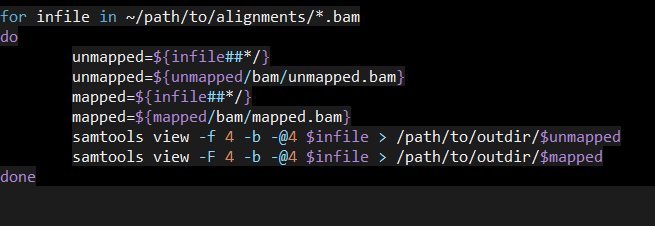 for infile in ~/path/to/alignments/*.bam
do
unmapped=${infile##*/}
unmapped=${unmapped/bam/unmapped.bam}
mapped=${infile##*/}
mapped=${mapped/bam/mapped.bam}
samtools view -f 4 -b -@4 $infile > /path/to/outdir/$unmapped
samtools view -F 4 -b -@4 $infile > /path/to/outdir/$mapped
done